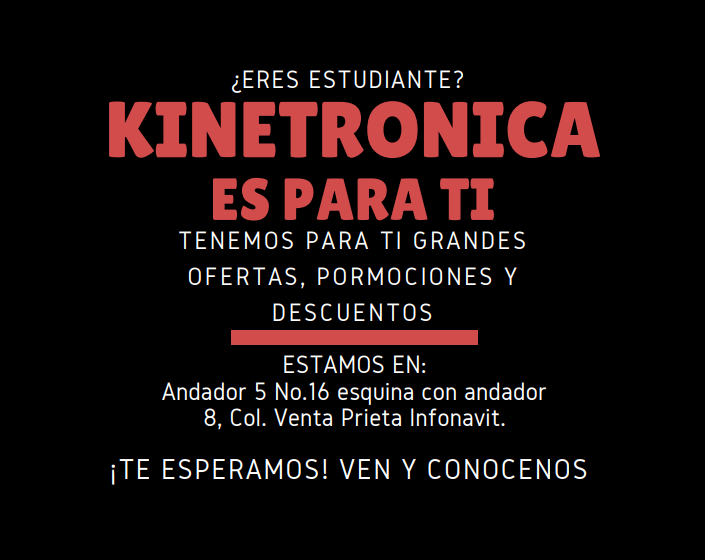 ¿ERES ESTUDIANTE?
KINETRONICA
ES PARA TI
TENEMOS PARA TI GRANDES
OFERTAS, PORMOCIONES Y
DESCUENTOS
ESTAMOS EN:
Andador 5 No.16 esquina con andador
8, Col. Venta Prieta Infonavit.
¡TE ESPERAMOS! VEN Y CONOCENOS